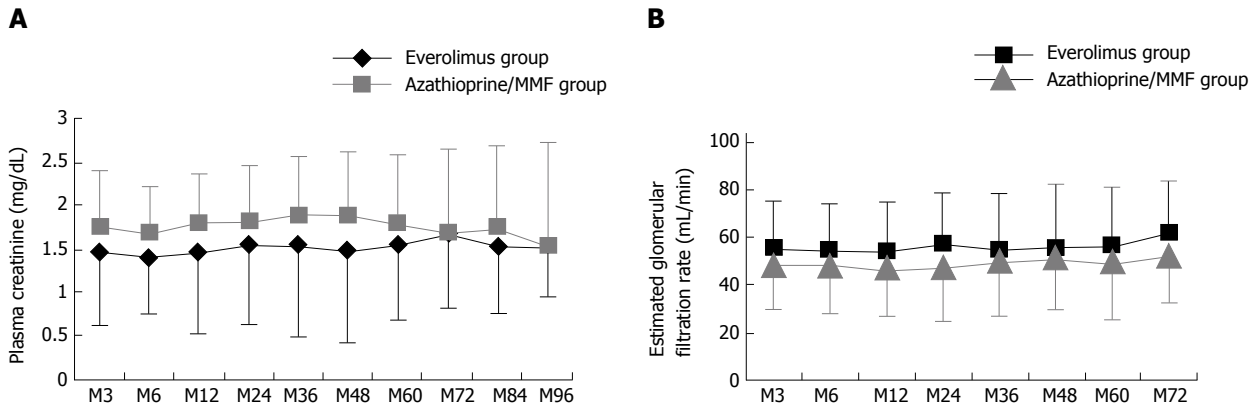 A
Everolimus group
Azathioprine/MMF group
Plasma creatinine (mg/dL)
3
2.5
2
1.5
1
0.5
0
M3 M6 M12 M24 M36 M48 M60 M72 M84 M96
B
Everolimus group
Azathioprine/MMF group
Estimated glomerular
filtration rate (mL/min)
100
80
60
40
20
0
M3 M6 M12 M24 M36 M48 M60 M72